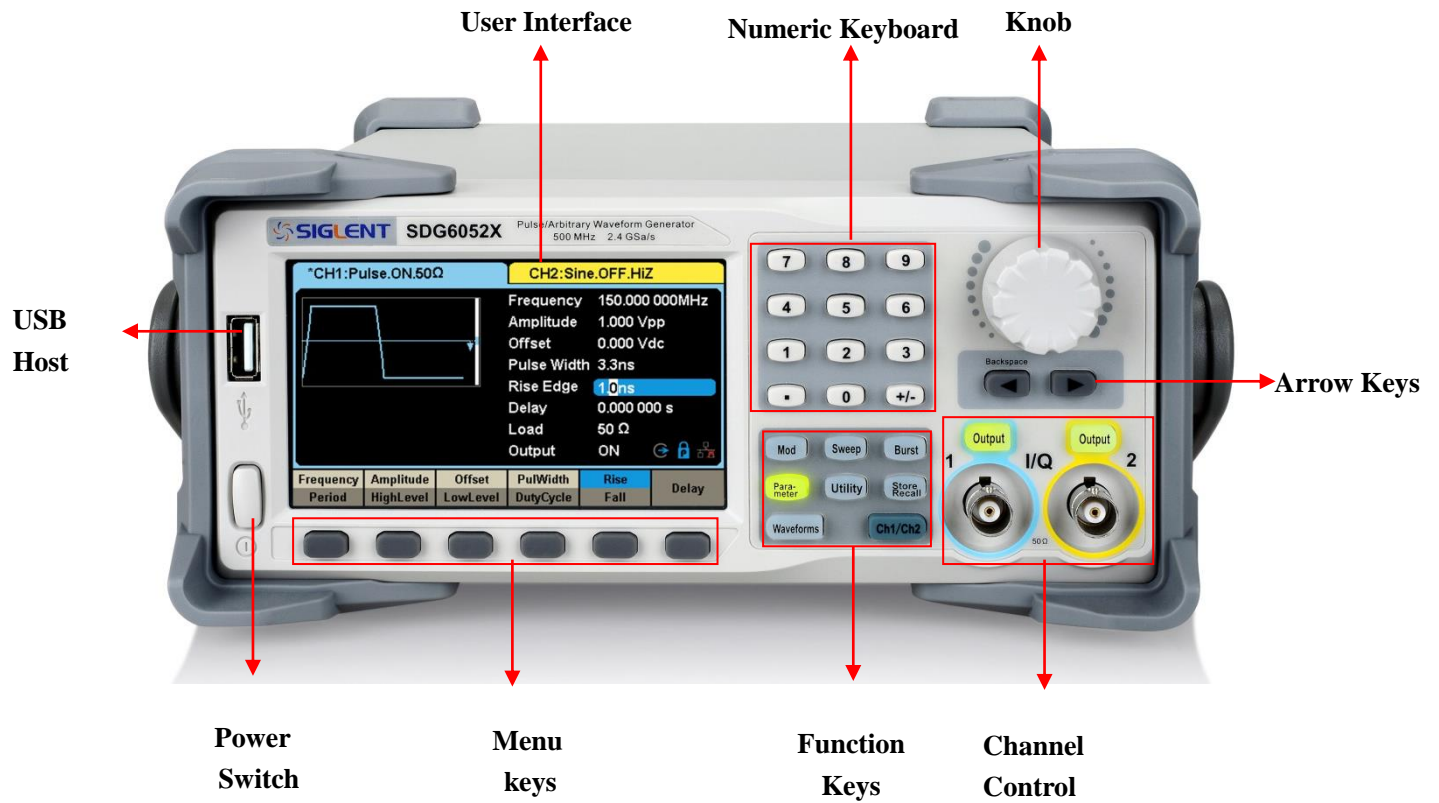 User Interface
Numeric Keyboard
Knob
SIGLENT SDG6052X
Pulse/Arbitrary Waveform Generator
500 MHz 2.4 GSa/s
*CH1:Pulse.ON.50Ω
CH2:Sine.OFF.HiZ
Frequency 150.000 000MHz
Amplitude 1.000 Vpp
Offset 0.000 Vdc
Pulse Width 3.3ns
Rise Edge 1.0ns
Delay 0.000 000 s
Load 50 Ω
Output ON
Frequency Amplitude Offset PulWidth Rise Delay
Period HighLevel LowLevel DutyCycle Fall
7 8 9
4 5 6
1 2 3
. 0 +/-
Backspace
Mod Sweep Burst
Para-
meter
Utility
Store
Recall
Waveforms Ch1/Ch2
Output Output
1 I/Q 2
50Ω
USB
Host
Arrow Keys
Power
Switch
Menu
keys
Function
Keys
Channel
Control